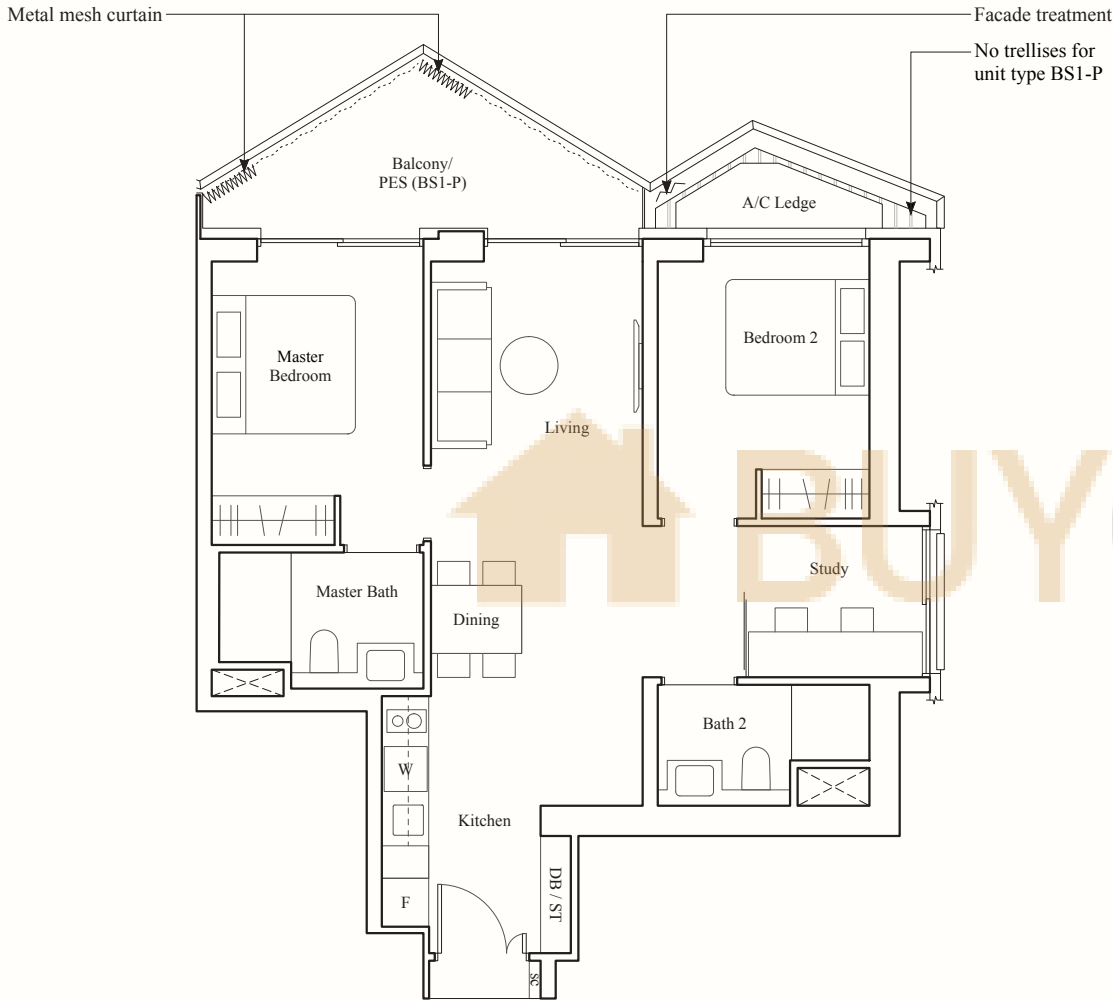 Metal mesh curtain
Facade treatment
No trellises for
unit type BS1-P
Balcony/
PES (BS1-P)
A/C Ledge
Master
Bedroom
Bedroom 2
Living
BUY
Study
Master Bath
Dining
Bath 2
W
Kitchen
F
DB / ST
SC